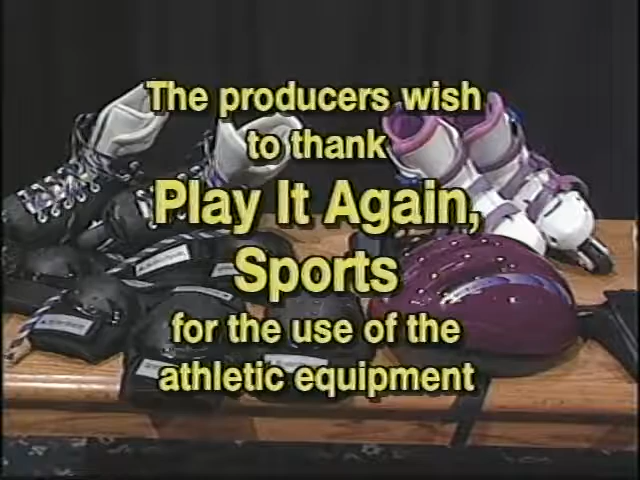 The producers wish
to thank
Play It Again,
Sports
for the use of the
athletic equipment